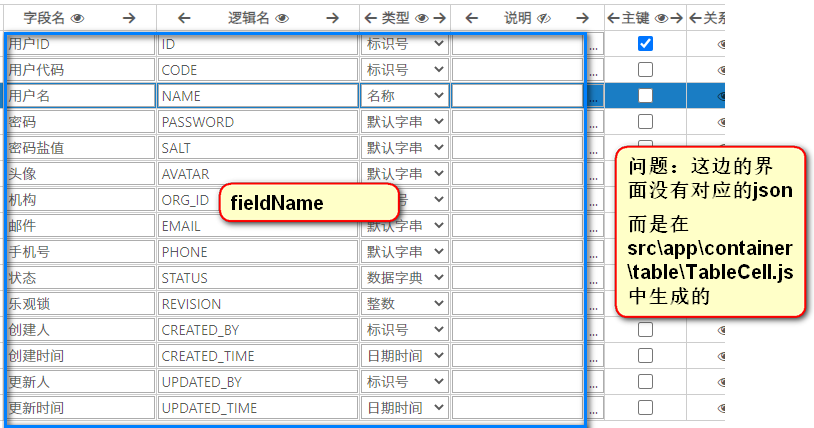 字段名 逻辑名 类型 说明 主键 关系
用户ID ID 标识号 ...
用户代码 CODE 标识号 ...
用户名 NAME 名称 ...
密码 PASSWORD 默认字串 ...
密码盐值 SALT 默认字串 ...
头像 AVATAR 默认字串 ...
机构 ORG_ID 号 ...
邮件 EMAIL 默认字串 ...
手机号 PHONE 默认字串 ...
状态 STATUS 数据字典 ...
乐观锁 REVISION 整数 ...
创建人 CREATED_BY 标识号 ...
创建时间 CREATED_TIME 日期时间 ...
更新人 UPDATED_BY 标识号 ...
更新时间 UPDATED_TIME 日期时间 ...
fieldName
问题：这边的界
面没有对应的json
而是在
src\app\container
\table\TableCell.js
中生成的